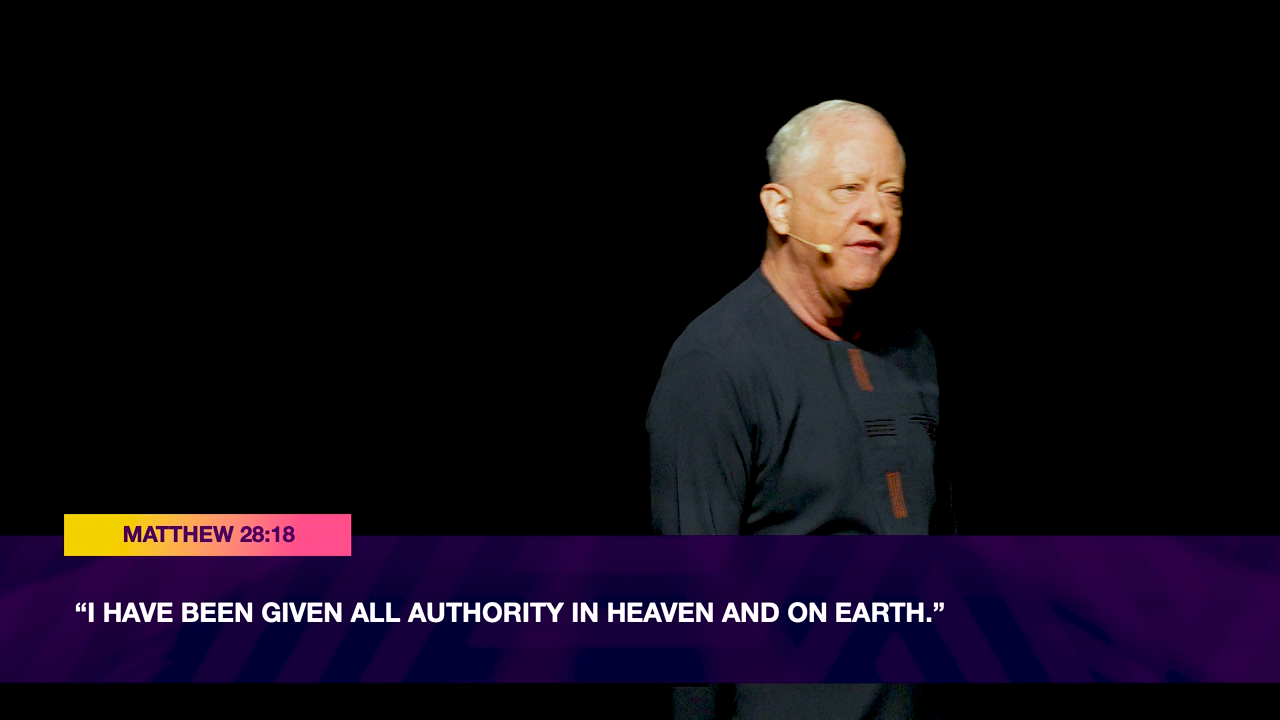 MATTHEW 28:18
“I HAVE BEEN GIVEN ALL AUTHORITY IN HEAVEN AND ON EARTH.”